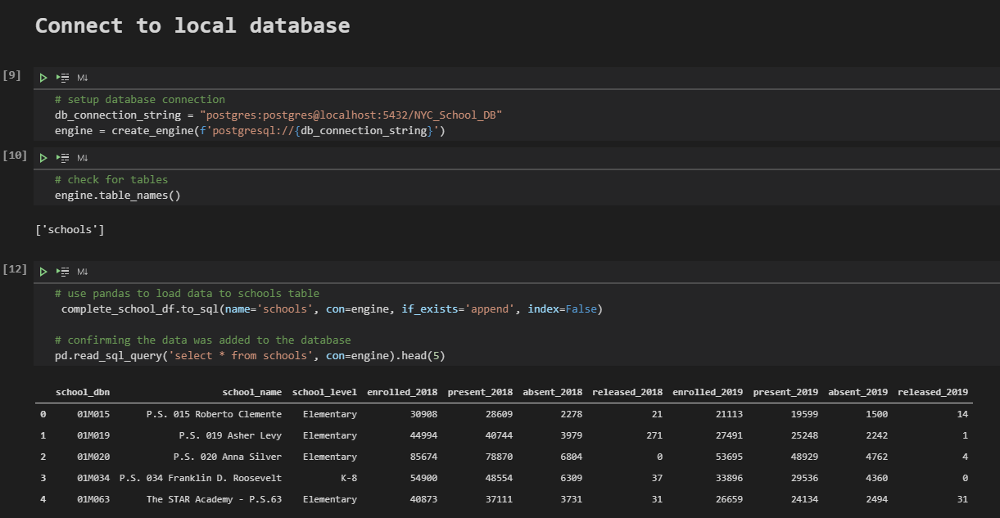 Connect to local database
[9]
M↓
# setup database connection
db_connection_string = "postgres:postgres@localhost:5432/NYC_School_DB"
engine = create_engine(f'postgresql://{db_connection_string}')
[10]
M↓
# check for tables
engine.table_names()
['schools']
[12]
M↓
# use pandas to load data to schools table
complete_school_df.to_sql(name='schools', con=engine, if_exists='append', index=False)
# confirming the data was added to the database
pd.read_sql_query('select * from schools', con=engine).head(5)
school_dbn school_name school_level enrolled_2018 present_2018 absent_2018 released_2018 enrolled_2019 present_2019 absent_2019 released_2019
0 01M015 P.S. 015 Roberto Clemente Elementary 30908 28609 2278 21 21113 19599 1500 14
1 01M019 P.S. 019 Asher Levy Elementary 44994 40744 3979 271 27491 25248 2242 1
2 01M020 P.S. 020 Anna Silver Elementary 85674 78870 6804 0 53695 48929 4762 4
3 01M034 P.S. 034 Franklin D. Roosevelt K-8 54900 48554 6309 37 33896 29536 4360 0
4 01M063 The STAR Academy - P.S.63 Elementary 40873 37111 3731 31 26659 24134 2494 31